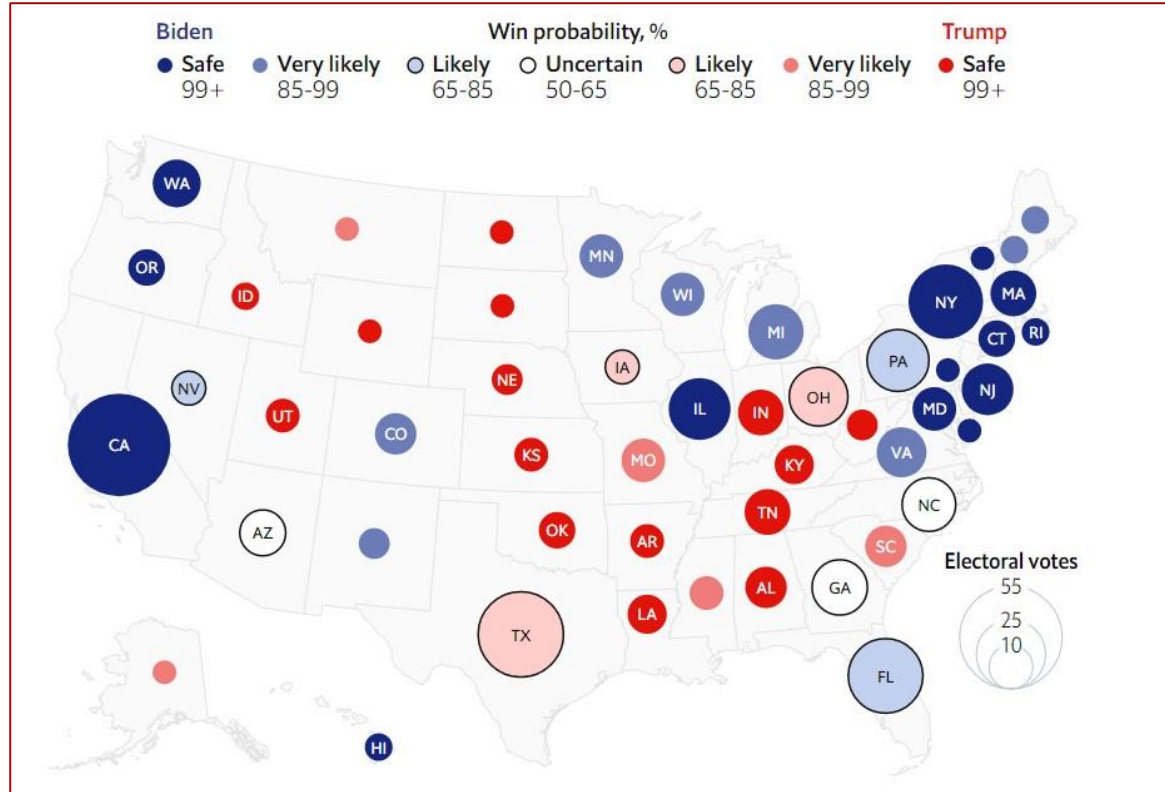 Biden Win probability, % Trump
Safe Very likely Likely Uncertain Likely Very likely Safe
99+ 85-99 65-85 50-65 65-85 85-99 99+
WA
OR
ID
MN
WI
MI
NY
MA
CT
RI
PA
NV
IA
NE
IL
IN
OH
NJ
MD
UT
CA
CO
KS
MO
KY
VA
AZ
OK
AR
TN
NC
SC
LA
AL
GA
TX
FL
HI
Electoral votes
55
25
10